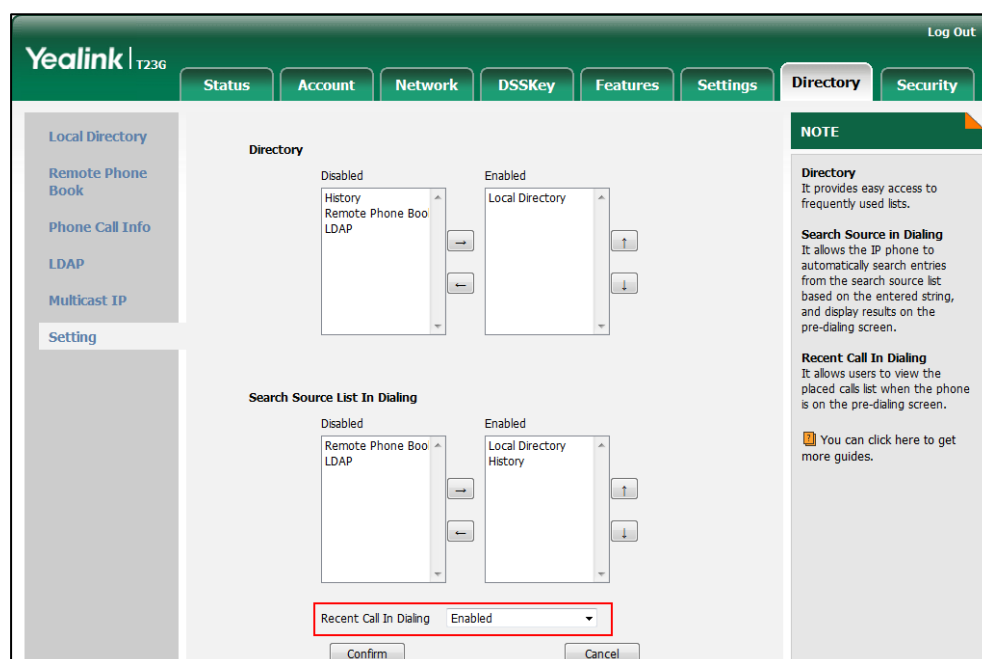 Log Out
Yealink T23G
Status Account Network DSSKey Features Settings Directory Security
Local Directory
Remote Phone
Book
Phone Call Info
LDAP
Multicast IP
Setting
Directory
Disabled Enabled
History
Remote Phone Boo
LDAP
Local Directory
→ ↑
← ↓
Search Source List In Dialing
Disabled Enabled
Remote Phone Boo
LDAP
Local Directory
History
→ ↑
← ↓
Recent Call In Dialing Enabled
Confirm Cancel
NOTE
Directory
It provides easy access to
frequently used lists.
Search Source in Dialing
It allows the IP phone to
automatically search entries
from the search source list
based on the entered string,
and display results on the
pre-dialing screen.
Recent Call In Dialing
It allows users to view the
placed calls list when the phone
is on the pre-dialing screen.
? You can click here to get
more guides.